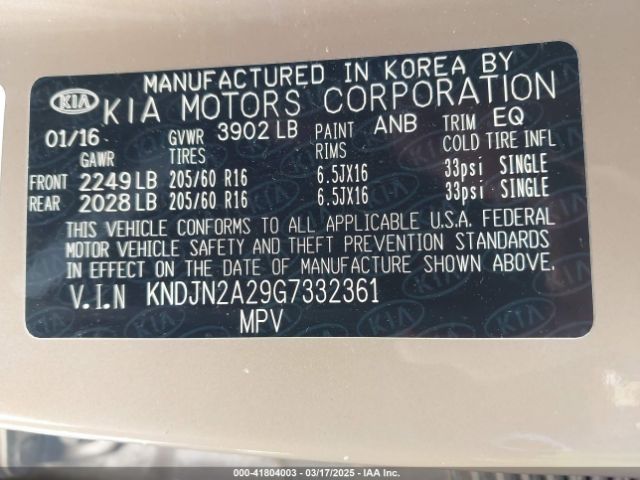 MANUFACTURED IN KOREA BY
KIA KIA MOTORS CORPORATION
01/16 GVWR 3902 LB PAINT ANB TRIM EQ
GAWR TIRES RIMS COLD TIRE INFL
FRONT 2249 LB 205/60 R16 6.5JX16 33psi SINGLE
REAR 2028 LB 205/60 R16 6.5JX16 33psi SINGLE
THIS VEHICLE CONFORMS TO ALL APPLICABLE U.S.A. FEDERAL
MOTOR VEHICLE SAFETY AND THEFT PREVENTION STANDARDS
IN EFFECT ON THE DATE OF MANUFACTURE SHOWN ABOVE.
V.I.N KNDJN2A29G7332361
MPV
000-41804003 — 03/17/2025 — IAA Inc.